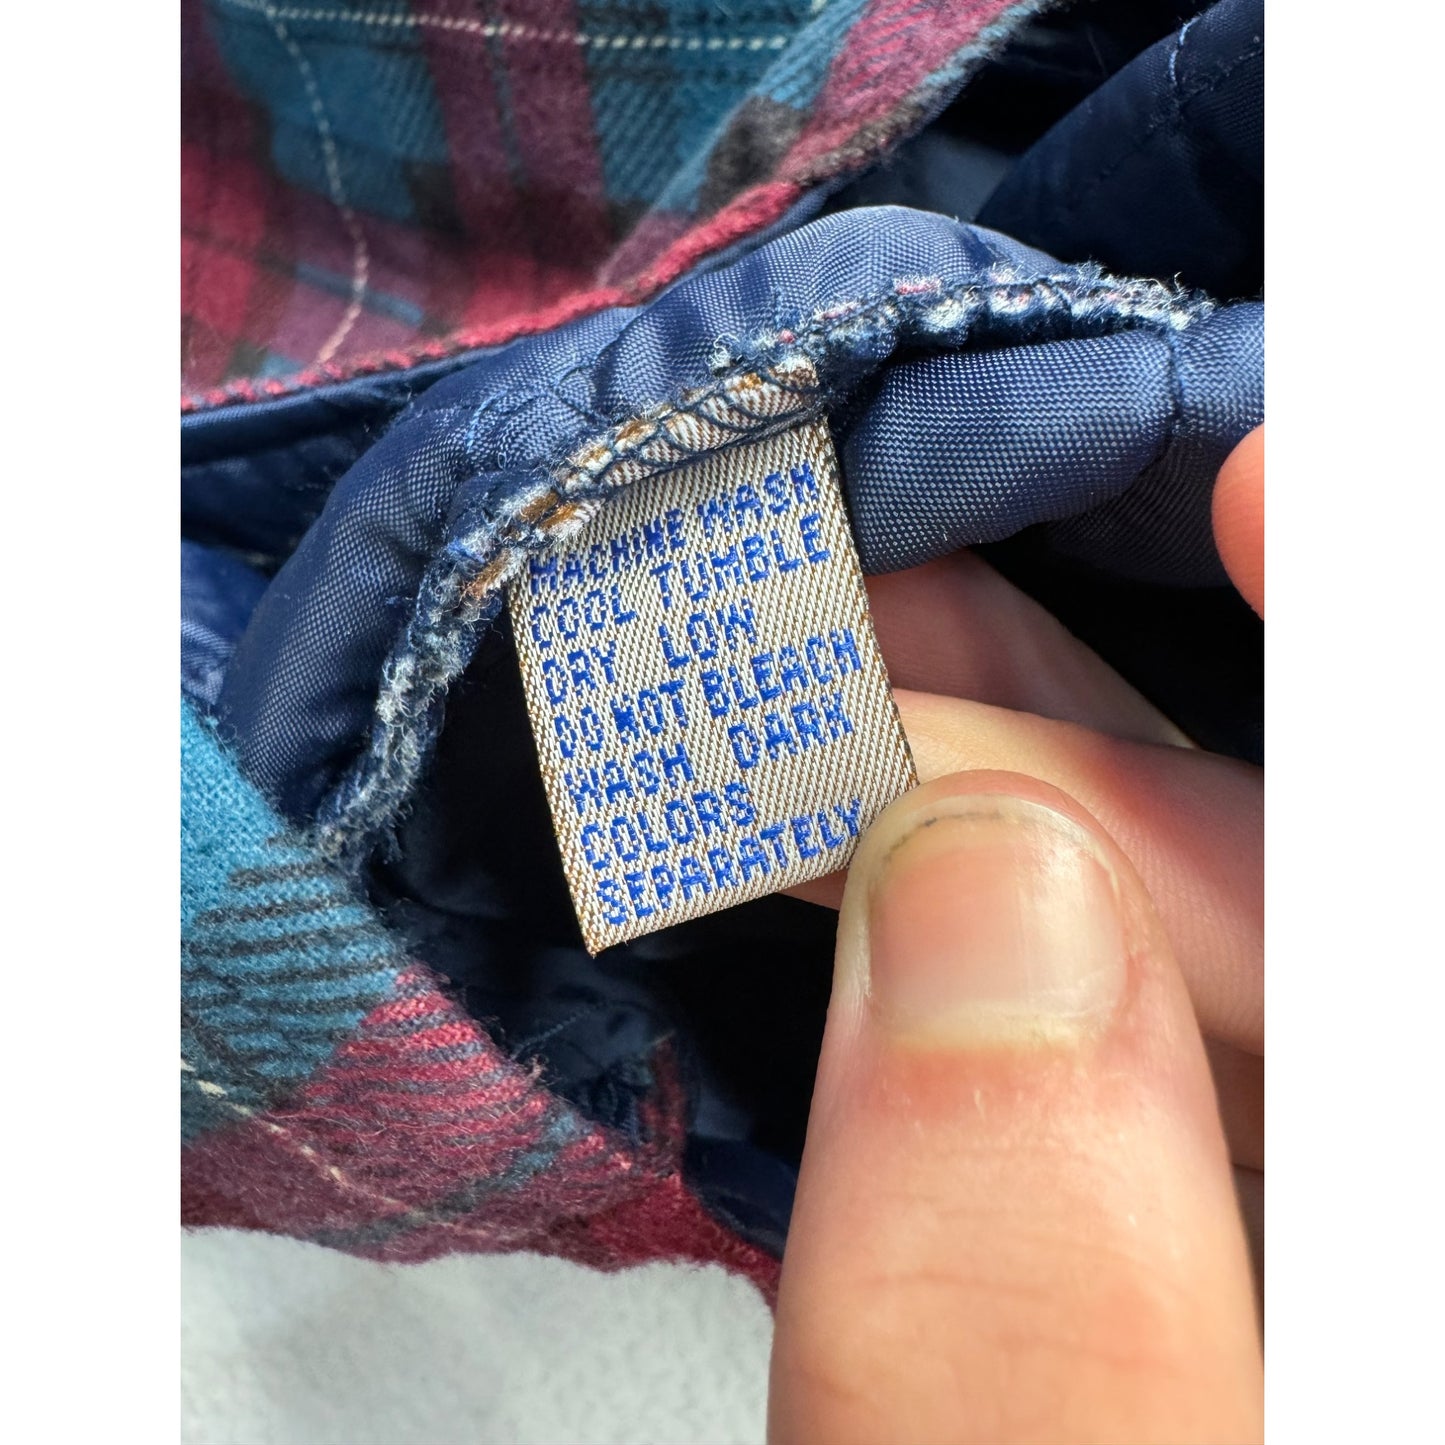 MACHINE WASH
COOL TUMBLE
DRY LOW
DO NOT BLEACH
WASH DARK
COLORS
SEPARATELY